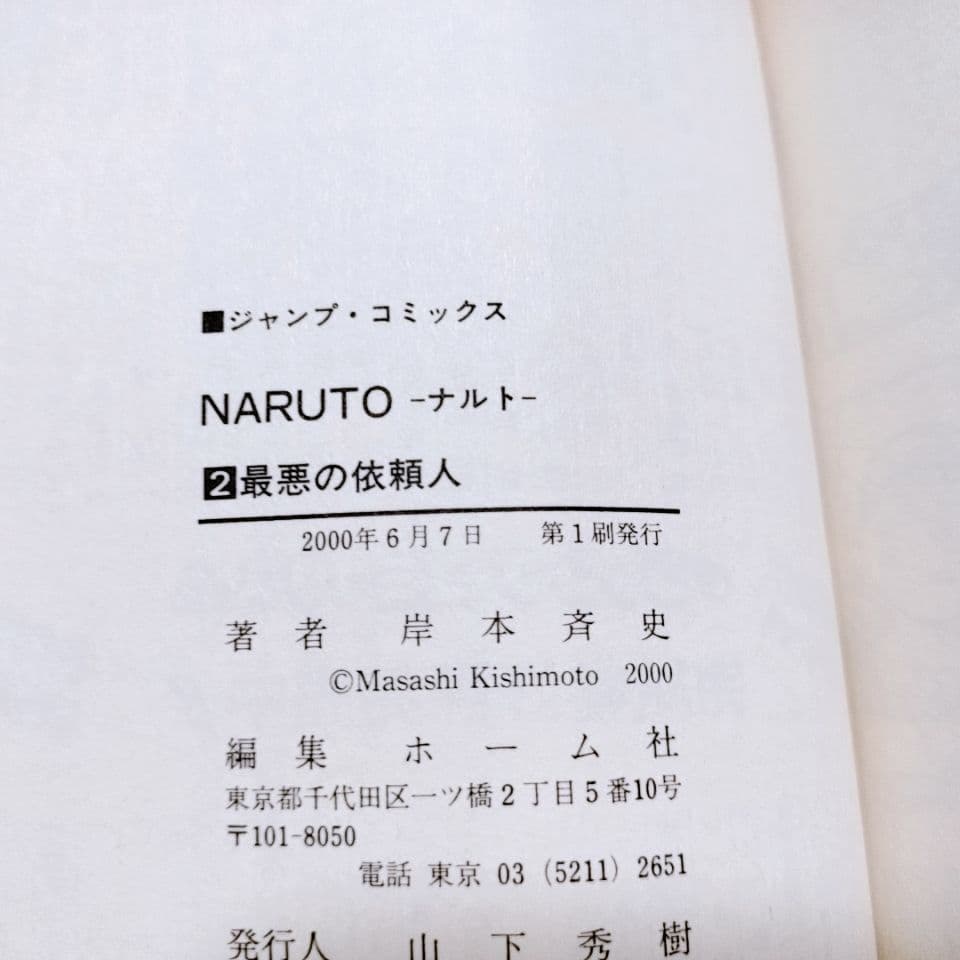 ■ジャンプ・コミックス
NARUTO -ナルト-
2最悪の依頼人
2000年6月7日 第1刷発行
著者 岸本斉史
©Masashi Kishimoto 2000
編集 ホーム社
東京都千代田区一ツ橋2丁目5番10号
〒101-8050
電話 東京 03 (5211) 2651
発行人 山下秀樹